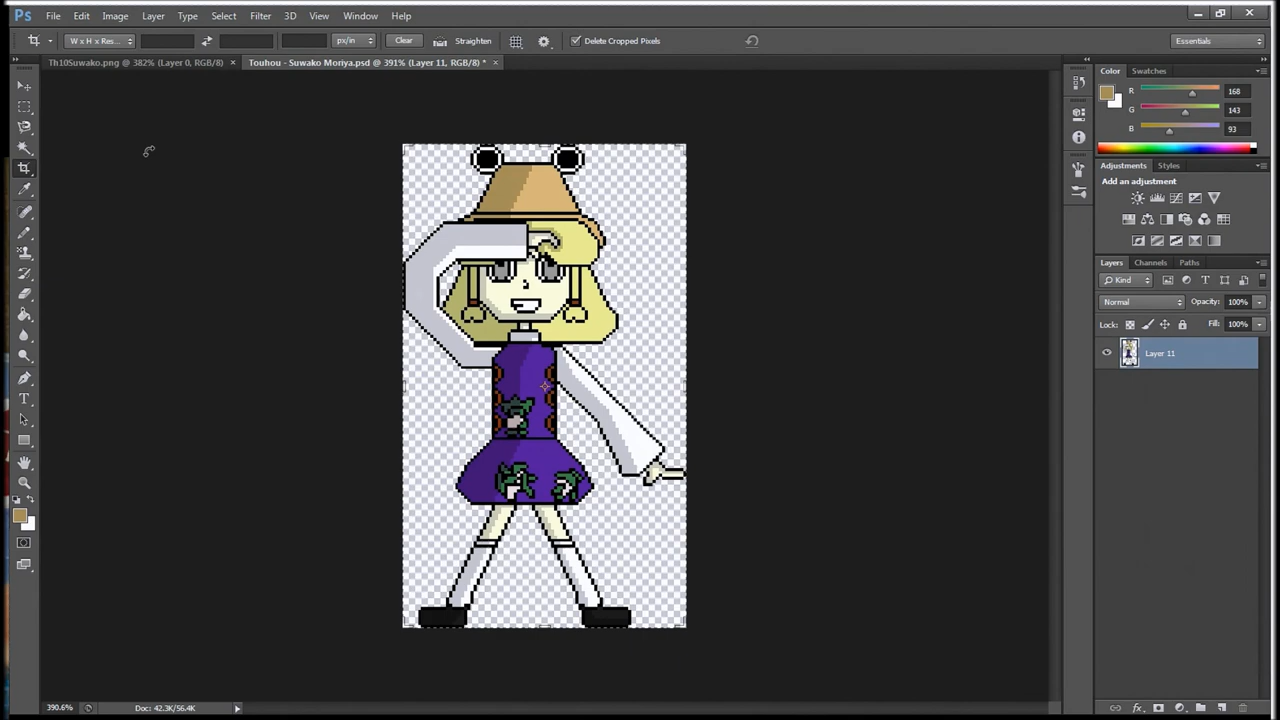 Ps File Edit Image Layer Type Select Filter 3D View Window Help
W x H x Res... px/in Clear Straighten Delete Cropped Pixels Essentials
Th10Suwako.png @ 382% (Layer 0, RGB/8) × Touhou - Suwako Moriya.psd @ 391% (Layer 11, RGB/8) * ×
Color Swatches
R 168
G 143
B 93
Adjustments Styles
Add an adjustment
Layers Channels Paths
Kind
Normal Opacity: 100%
Lock: Fill: 100%
Layer 11
390.6% Doc: 42.3K/56.4K